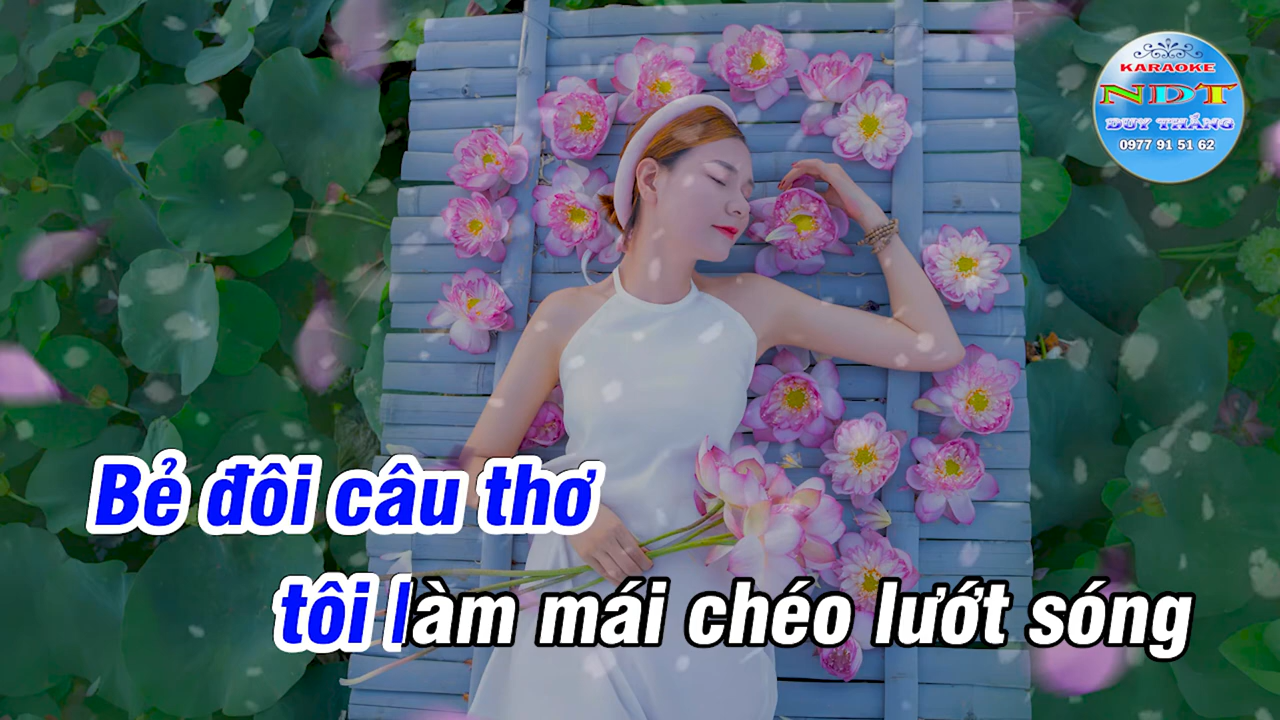 KARAOKE
NDT
DUY THẮNG
0977 91 51 62
Bẻ đôi câu thơ
tôi làm mái chéo lướt sóng